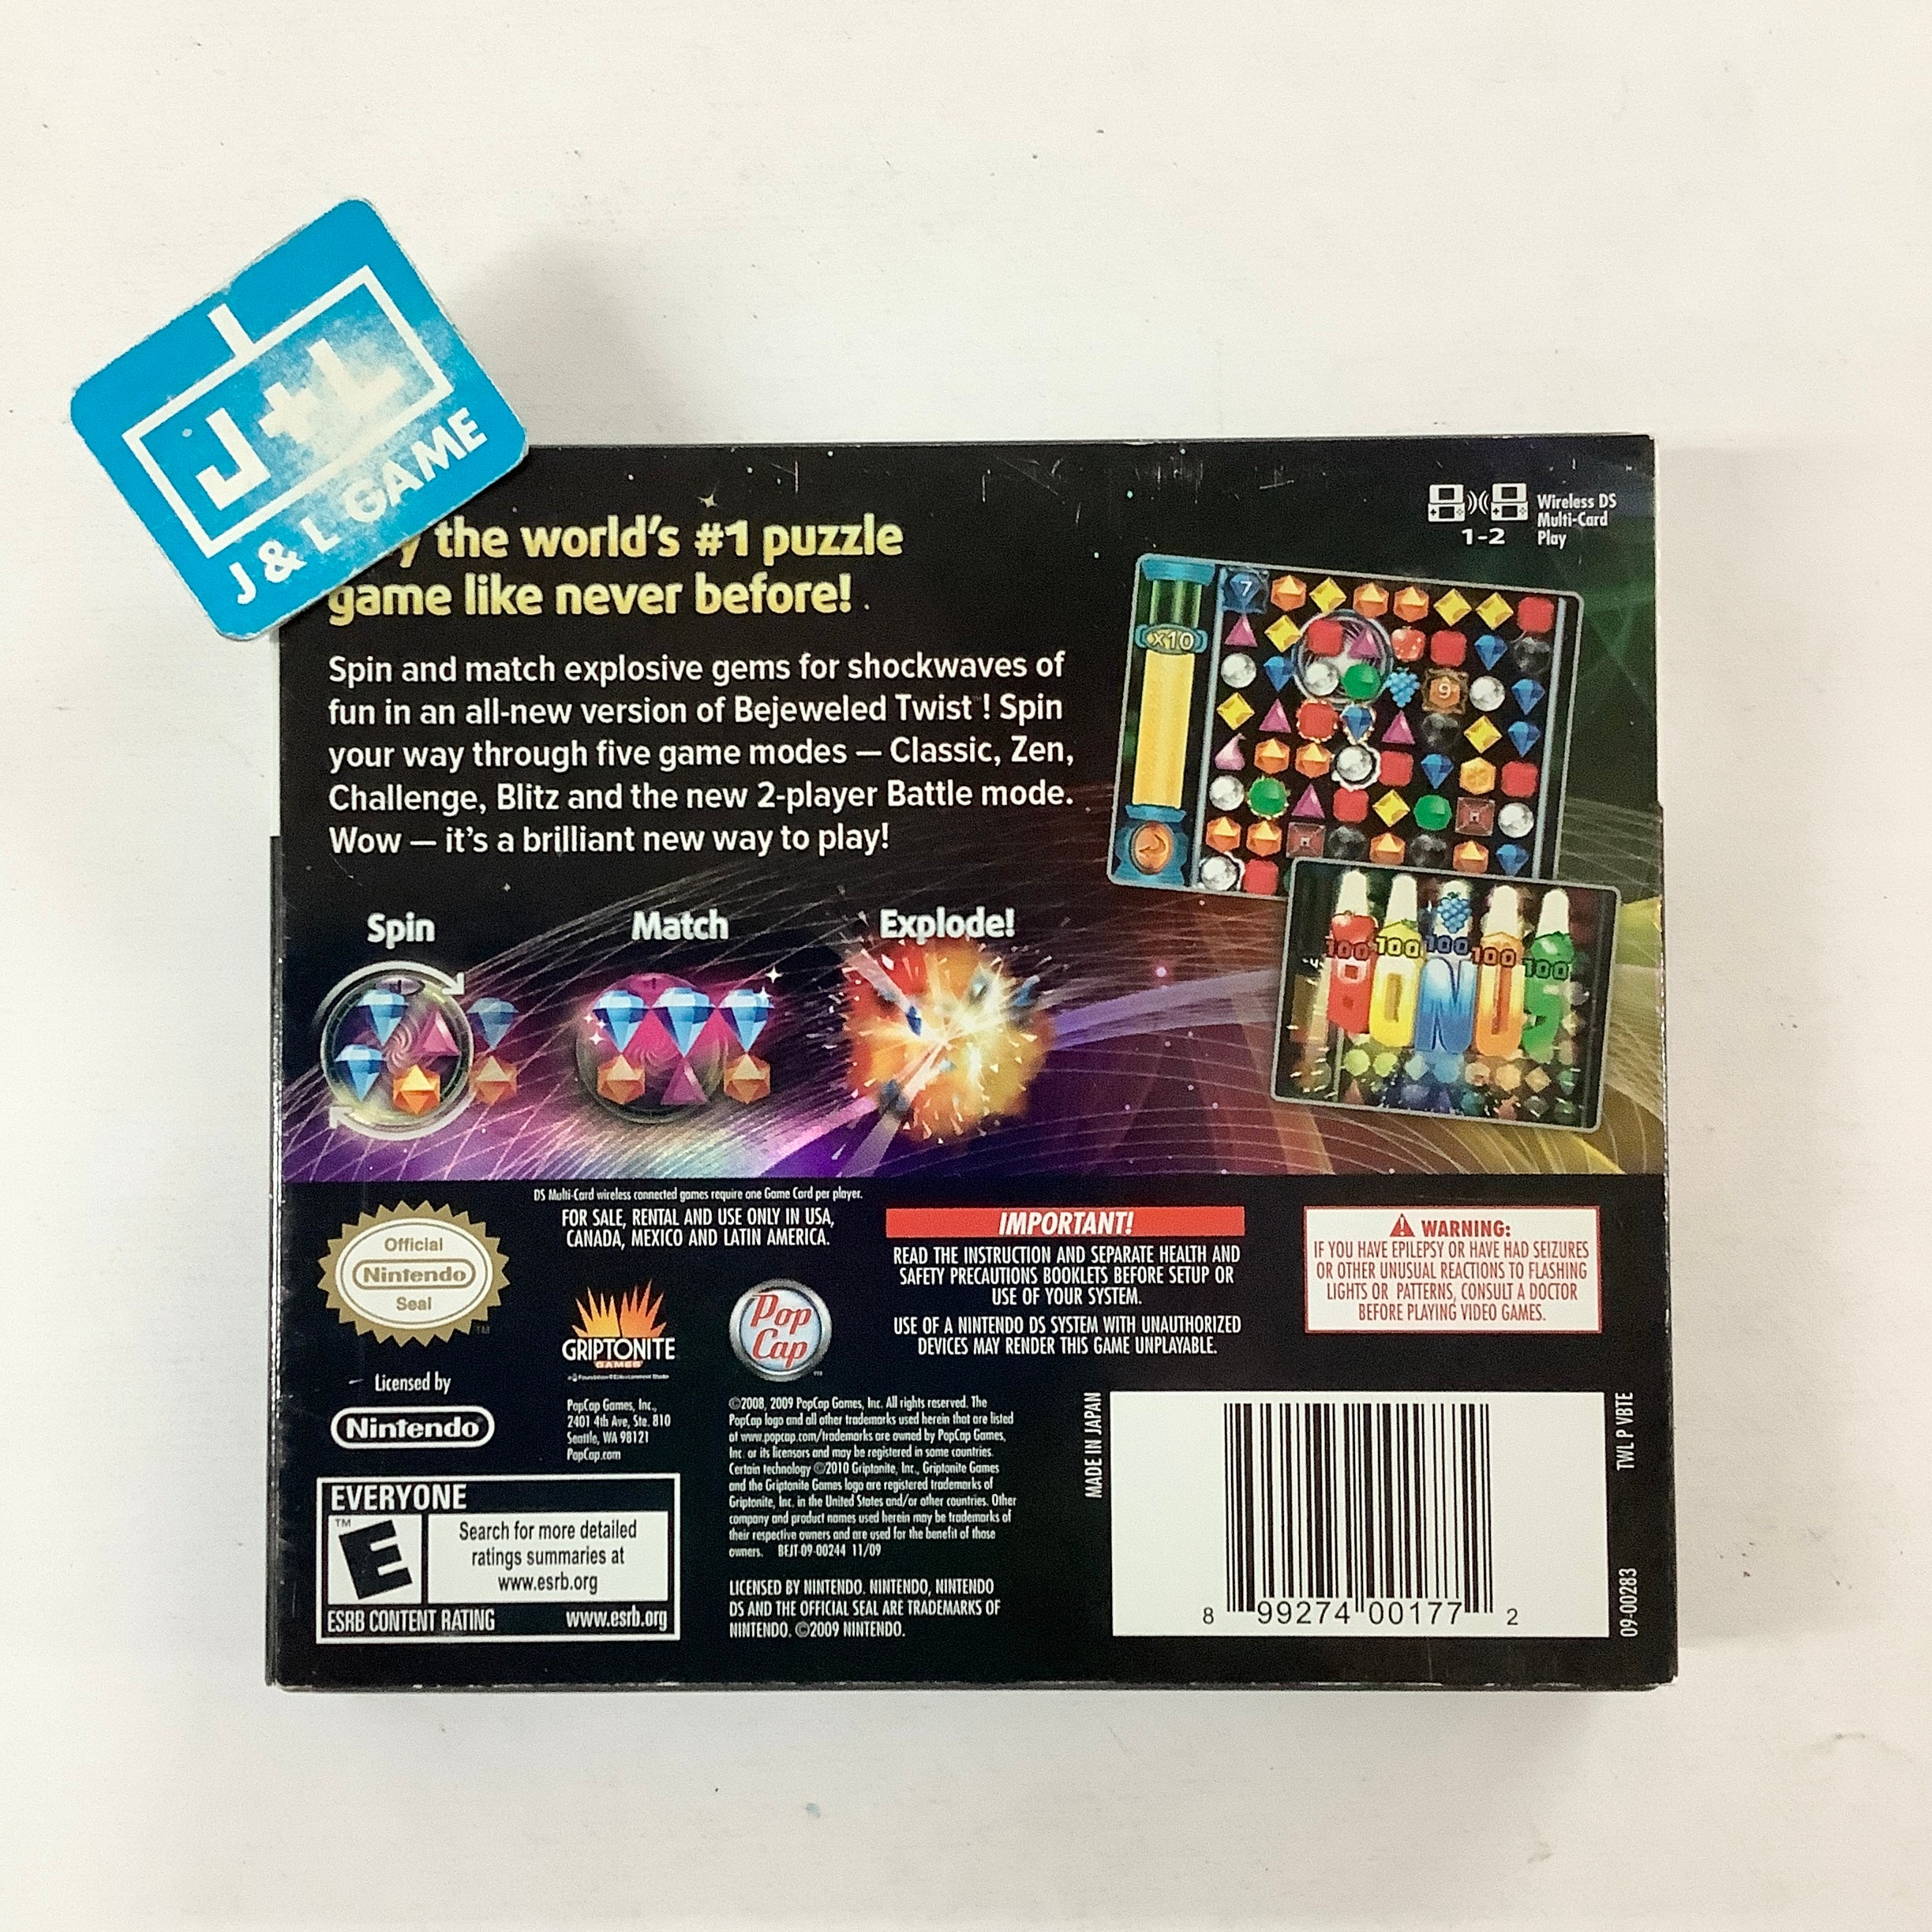 J+L
J & L GAME
the world's #1 puzzle
game like never before!
Wireless DS
Multi-Card
Play
1-2
Spin and match explosive gems for shockwaves of
fun in an all-new version of Bejeweled Twist™! Spin
your way through five game modes — Classic, Zen,
Challenge, Blitz and the new 2-player Battle mode.
Wow — it's a brilliant new way to play!
7
x10
9
Spin
Match
Explode!
100 100 100 100 100
BONUS
DS Multi-Card wireless connected games require one Game Card per player.
FOR SALE, RENTAL AND USE ONLY IN USA,
CANADA, MEXICO AND LATIN AMERICA.
Official
Nintendo
Seal
TM
Licensed by
Nintendo®
GRIPTONITE
GAMES
Pop
Cap
TM
IMPORTANT!
READ THE INSTRUCTION AND SEPARATE HEALTH AND
SAFETY PRECAUTIONS BOOKLETS BEFORE SETUP OR
USE OF YOUR SYSTEM.
USE OF A NINTENDO DS SYSTEM WITH UNAUTHORIZED
DEVICES MAY RENDER THIS GAME UNPLAYABLE.
WARNING:
IF YOU HAVE EPILEPSY OR HAVE HAD SEIZURES
OR OTHER UNUSUAL REACTIONS TO FLASHING
LIGHTS OR PATTERNS, CONSULT A DOCTOR
BEFORE PLAYING VIDEO GAMES.
PopCap Games, Inc.,
2401 4th Ave, Ste. 810
Seattle, WA 98121
PopCap.com
©2008, 2009 PopCap Games, Inc. All rights reserved. The
PopCap logo and all other trademarks used herein that are listed
at www.popcap.com/trademarks are owned by PopCap Games,
Inc. or its licensors and may be registered in some countries.
Certain technology ©2010 Griptonite, Inc., Griptonite Games
and the Griptonite Games logo are registered trademarks of
Griptonite, Inc. in the United States and/or other countries. Other
company and product names used herein may be trademarks of
their respective owners and are used for the benefit of those
owners. BEJT-09-00244 11/09
LICENSED BY NINTENDO. NINTENDO, NINTENDO
DS AND THE OFFICIAL SEAL ARE TRADEMARKS OF
NINTENDO. ©2009 NINTENDO.
EVERYONE
TM
E
Search for more detailed
ratings summaries at
www.esrb.org
ESRB CONTENT RATING www.esrb.org
MADE IN JAPAN
8 99274 00177 2
TWL P VBTE
09-00283